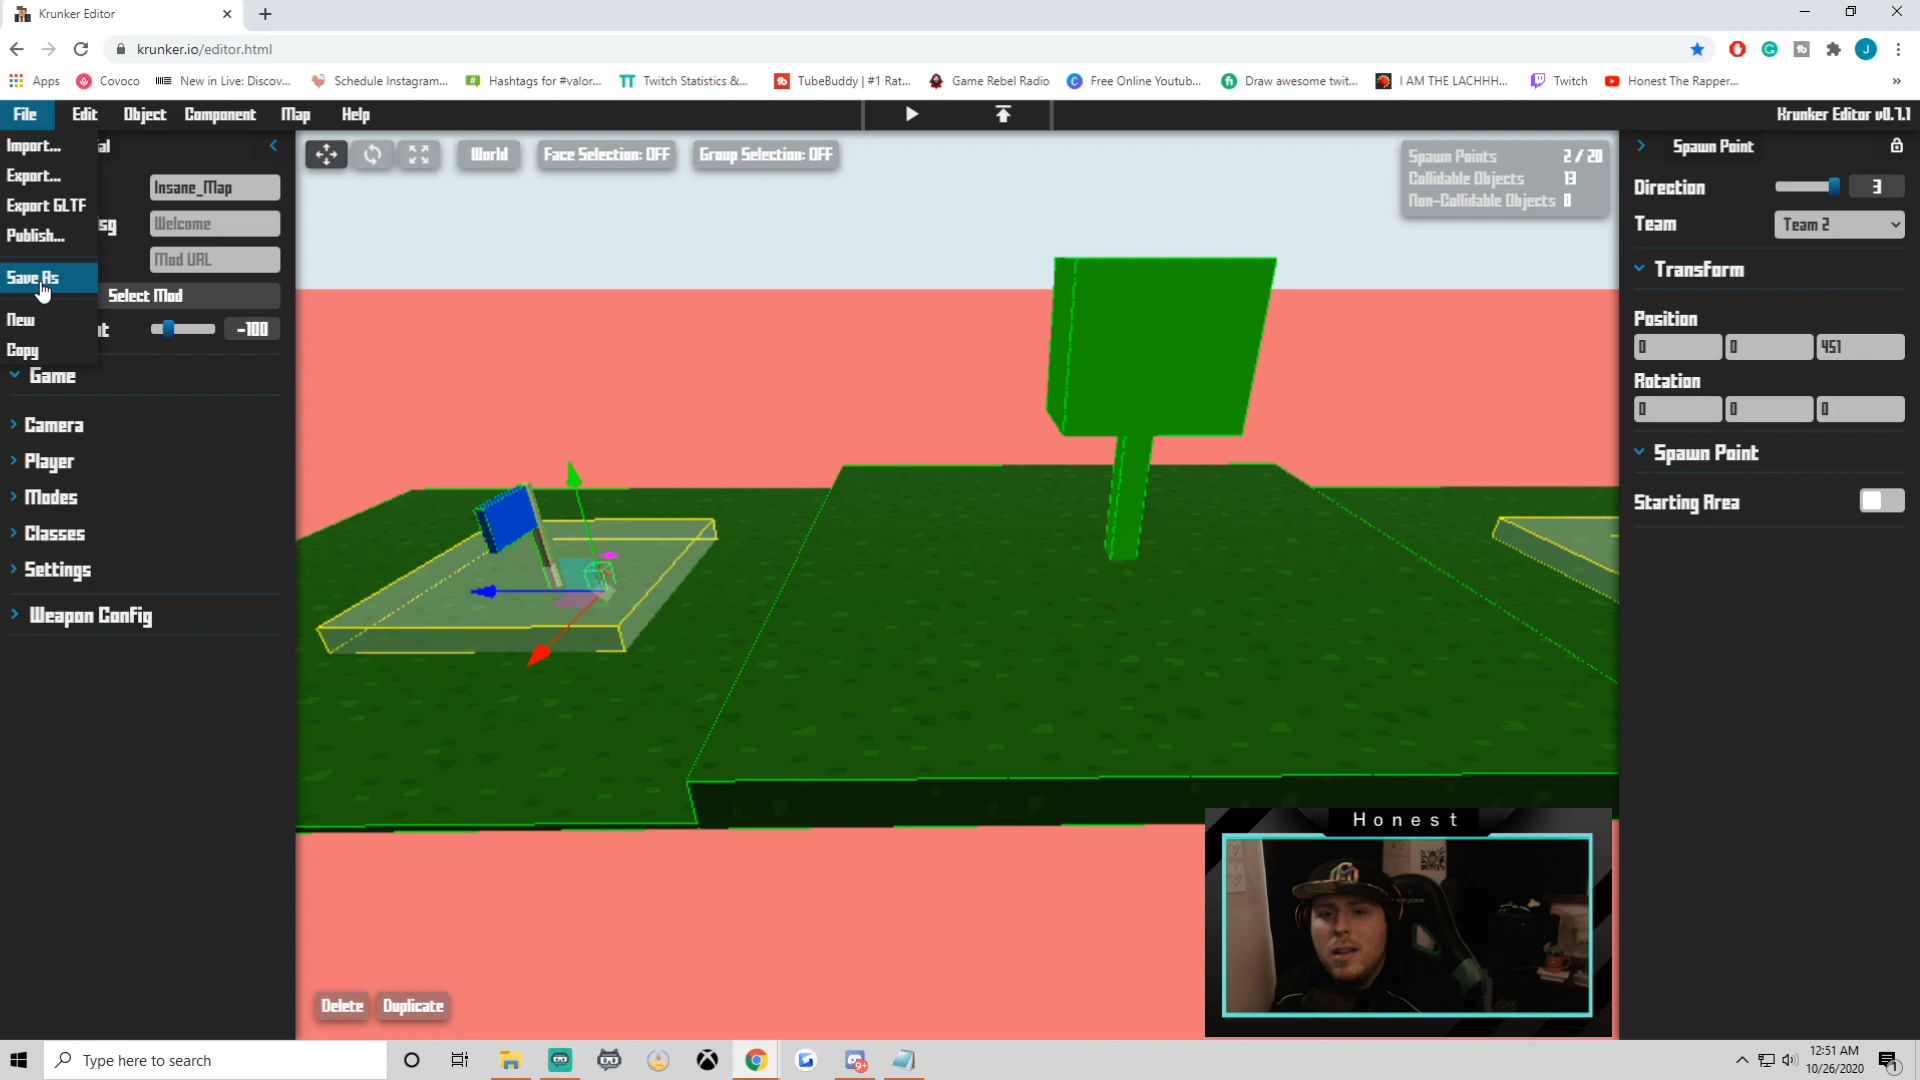 Krunker Editor
krunker.io/editor.html
Apps Covoco New in Live: Discov... Schedule Instagram... Hashtags for #valor... Twitch Statistics &... TubeBuddy | #1 Rat... Game Rebel Radio Free Online Youtub... Draw awesome twit... I AM THE LACHHH... Twitch Honest The Rapper...
File Edit Object Component Map Help Krunker Editor v0.7.1
Import...
Export...
Export GLTF
Publish...
Save As
New
Copy
al
Insane_Map
sg Welcome
Mod URL
Select Mod
t -100
Game
Camera
Player
Modes
Classes
Settings
Weapon Config
World Face Selection: OFF Group Selection: OFF
Spawn Points 2 / 20
Collidable Objects 13
Non-Collidable Objects 0
Spawn Point
Direction 3
Team Team 2
Transform
Position
0 0 451
Rotation
0 0 0
Spawn Point
Starting Area
Delete Duplicate
Honest
Type here to search
9+
12:51 AM
10/26/2020
1